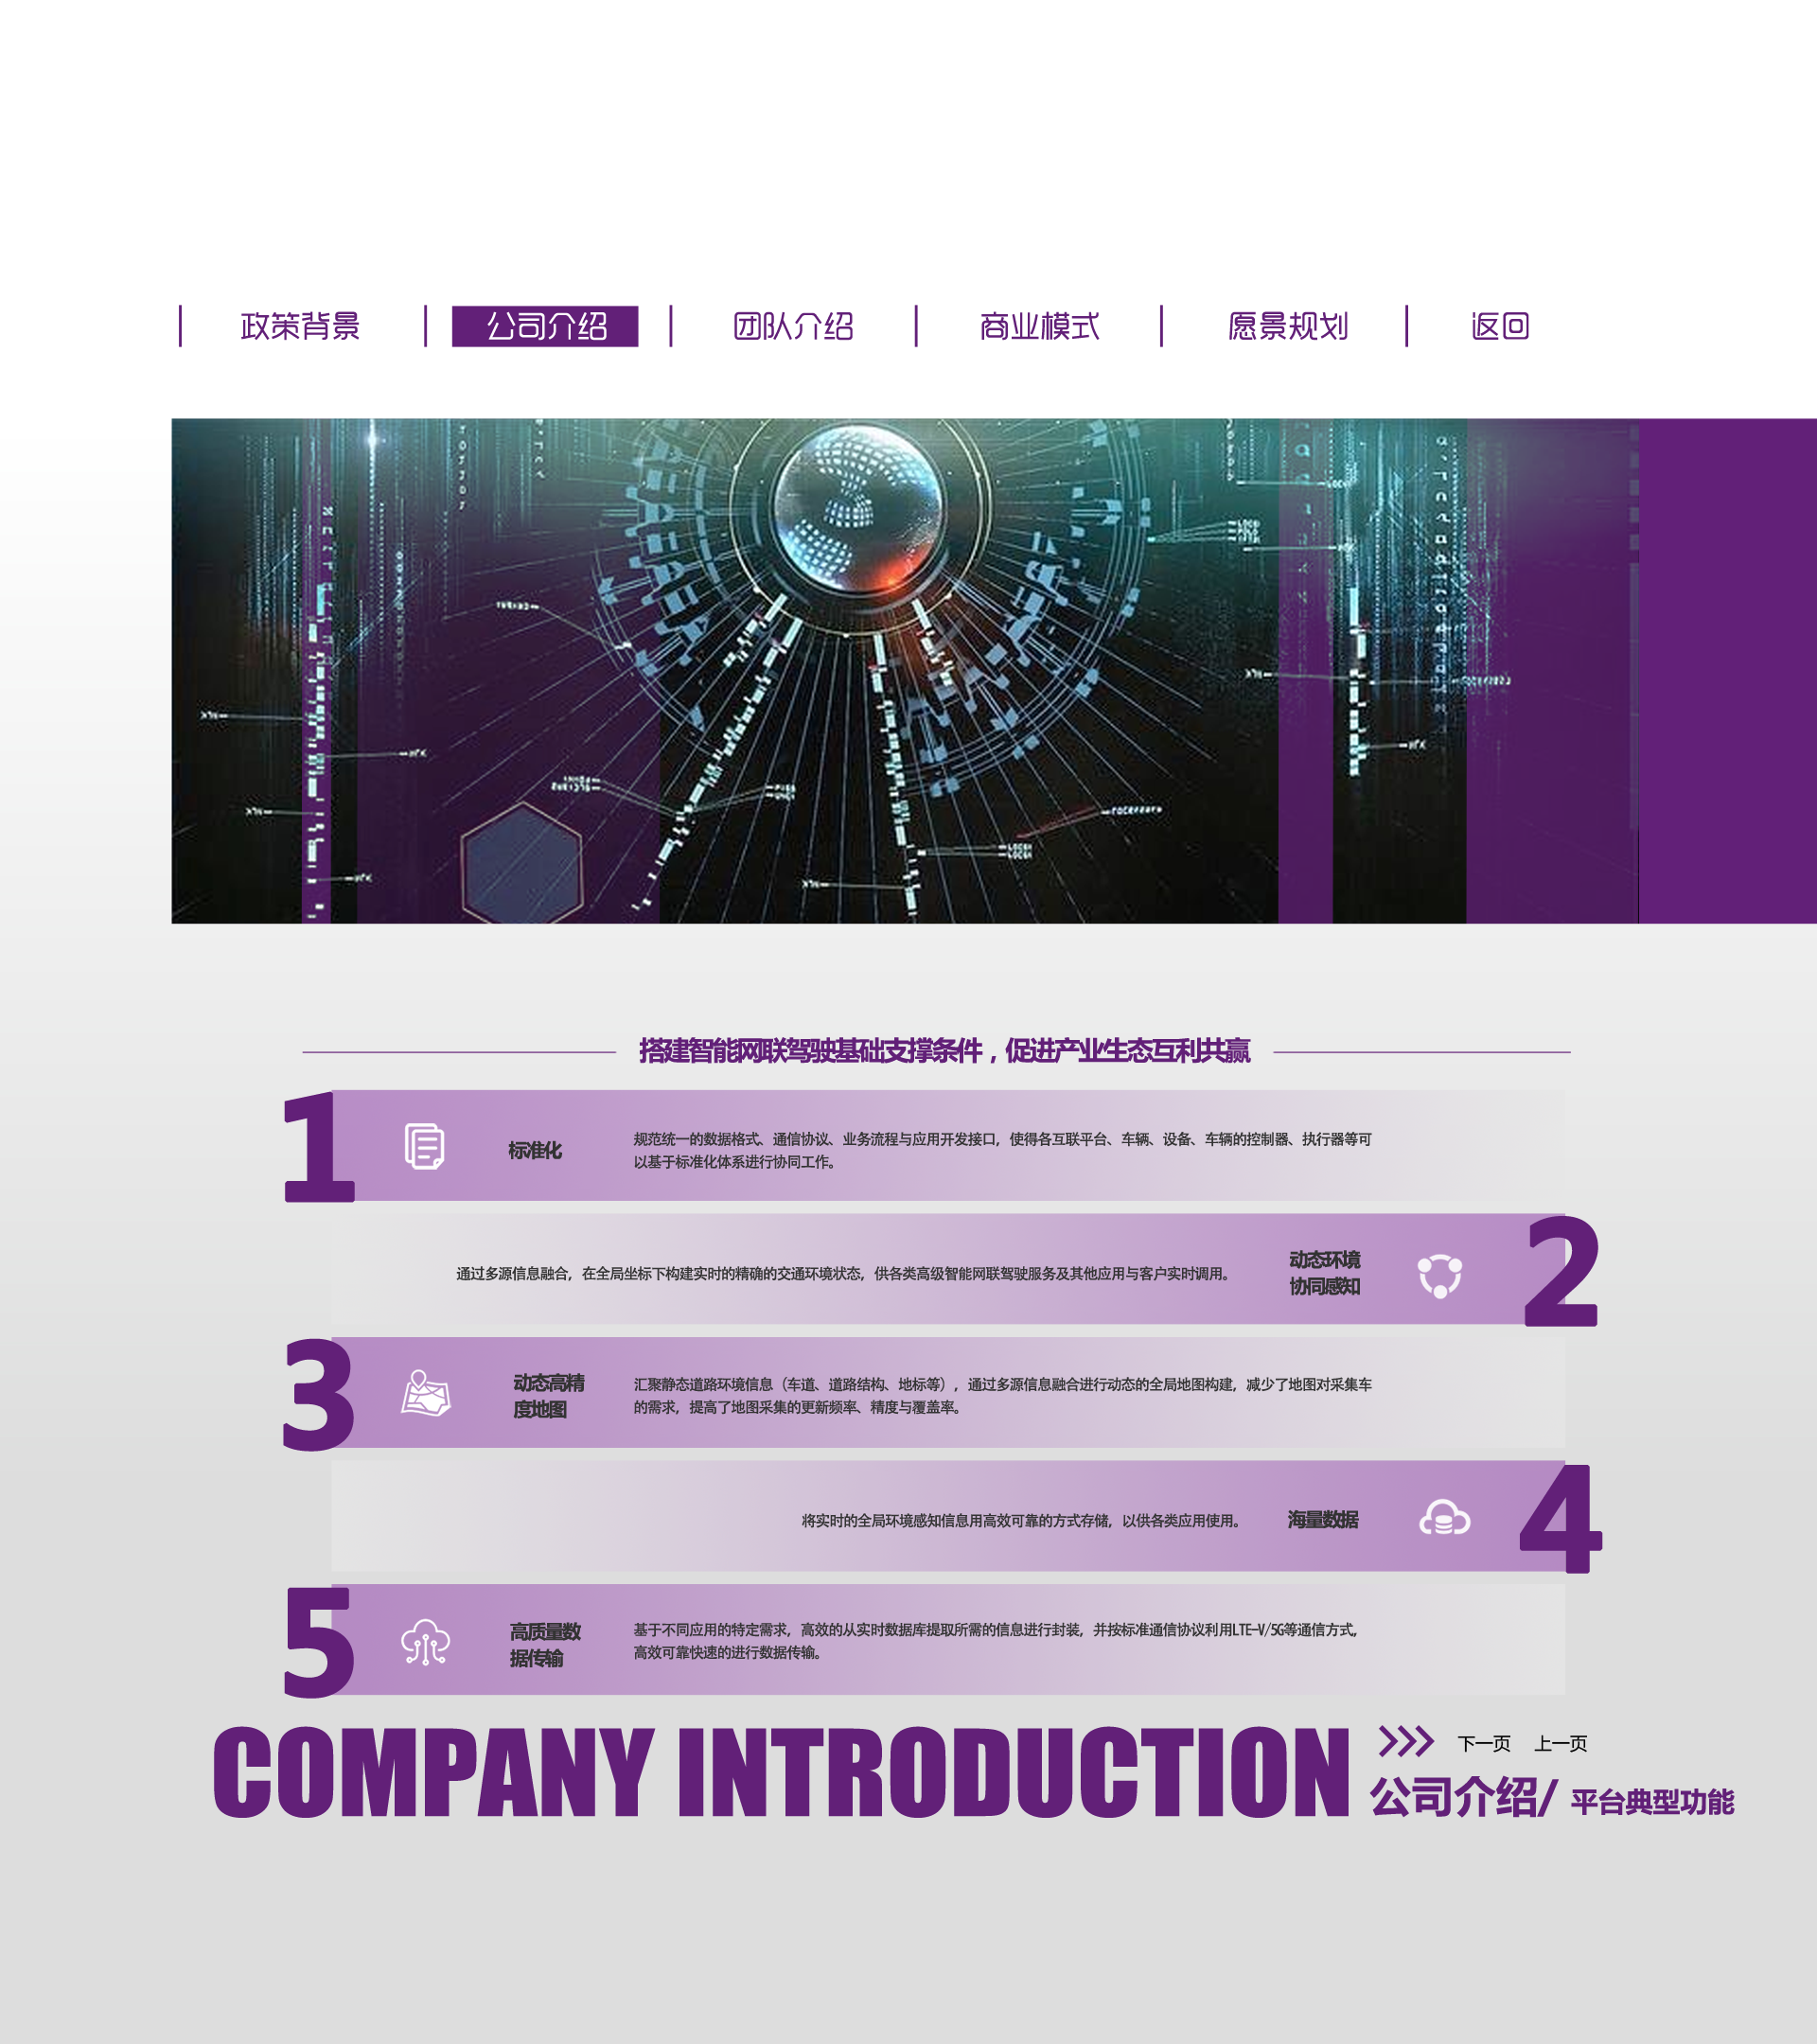 政策背景
公司介绍
团队介绍
商业模式
愿景规划
返回
搭建智能网联驾驶基础支撑条件，促进产业生态互利共赢
1
标准化
规范统一的数据格式、通信协议、业务流程与应用开发接口，使得各互联平台、车辆、设备、车辆的控制器、执行器等可
以基于标准化体系进行协同工作。
通过多源信息融合，在全局坐标下构建实时的精确的交通环境状态，供各类高级智能网联驾驶服务及其他应用与客户实时调用。
动态环境
协同感知
2
3
动态高精
度地图
汇聚静态道路环境信息（车道、道路结构、地标等），通过多源信息融合进行动态的全局地图构建，减少了地图对采集车
的需求，提高了地图采集的更新频率、精度与覆盖率。
将实时的全局环境感知信息用高效可靠的方式存储，以供各类应用使用。
海量数据
4
5
高质量数
据传输
基于不同应用的特定需求，高效的从实时数据库提取所需的信息进行封装，并按标准通信协议利用LTE-V/5G等通信方式，
高效可靠快速的进行数据传输。
COMPANY INTRODUCTION
下一页 上一页
公司介绍/ 平台典型功能